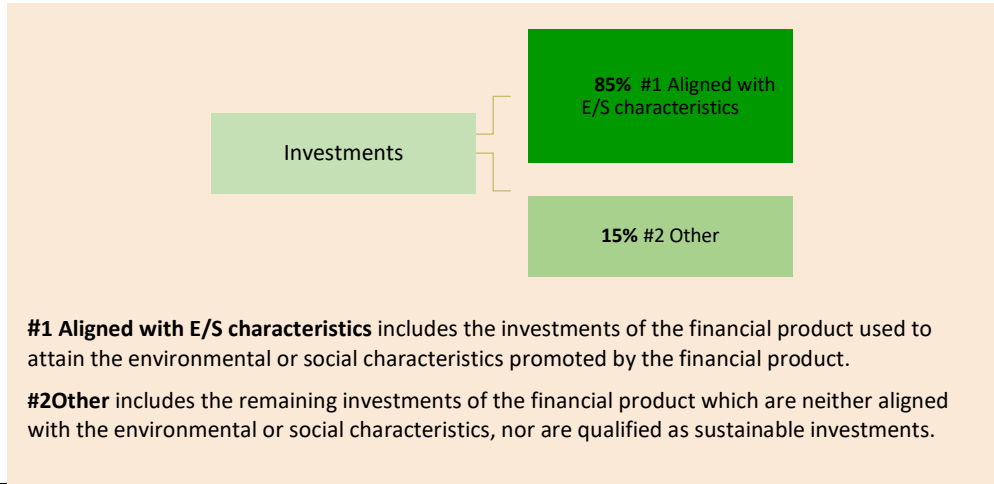 85% #1 Aligned with
E/S characteristics
Investments
15% #2 Other
#1 Aligned with E/S characteristics includes the investments of the financial product used to
attain the environmental or social characteristics promoted by the financial product.
#2Other includes the remaining investments of the financial product which are neither aligned
with the environmental or social characteristics, nor are qualified as sustainable investments.